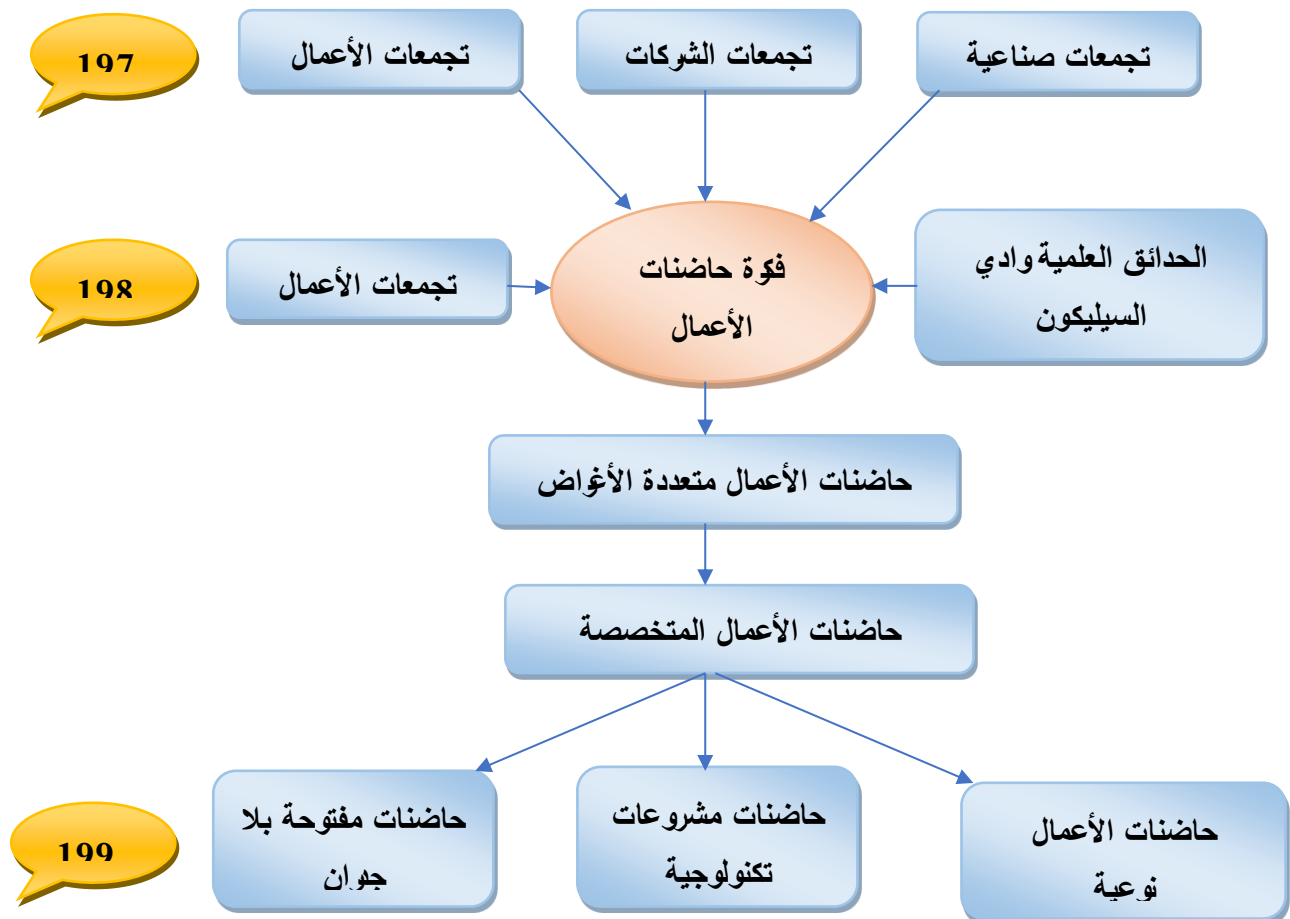 تجمعات صناعية
تجمعات الشركات
تجمعات الأعمال
197
الحدائق العلمية وادي
السيليكون
فكرة حاضنات
الأعمال
تجمعات الأعمال
198
حاضنات الأعمال متعددة الأغراض
حاضنات الأعمال المتخصصة
حاضنات الأعمال
نوعية
حاضنات مشروعات
تكنولوجية
حاضنات مفتوحة بلا
جدران
199